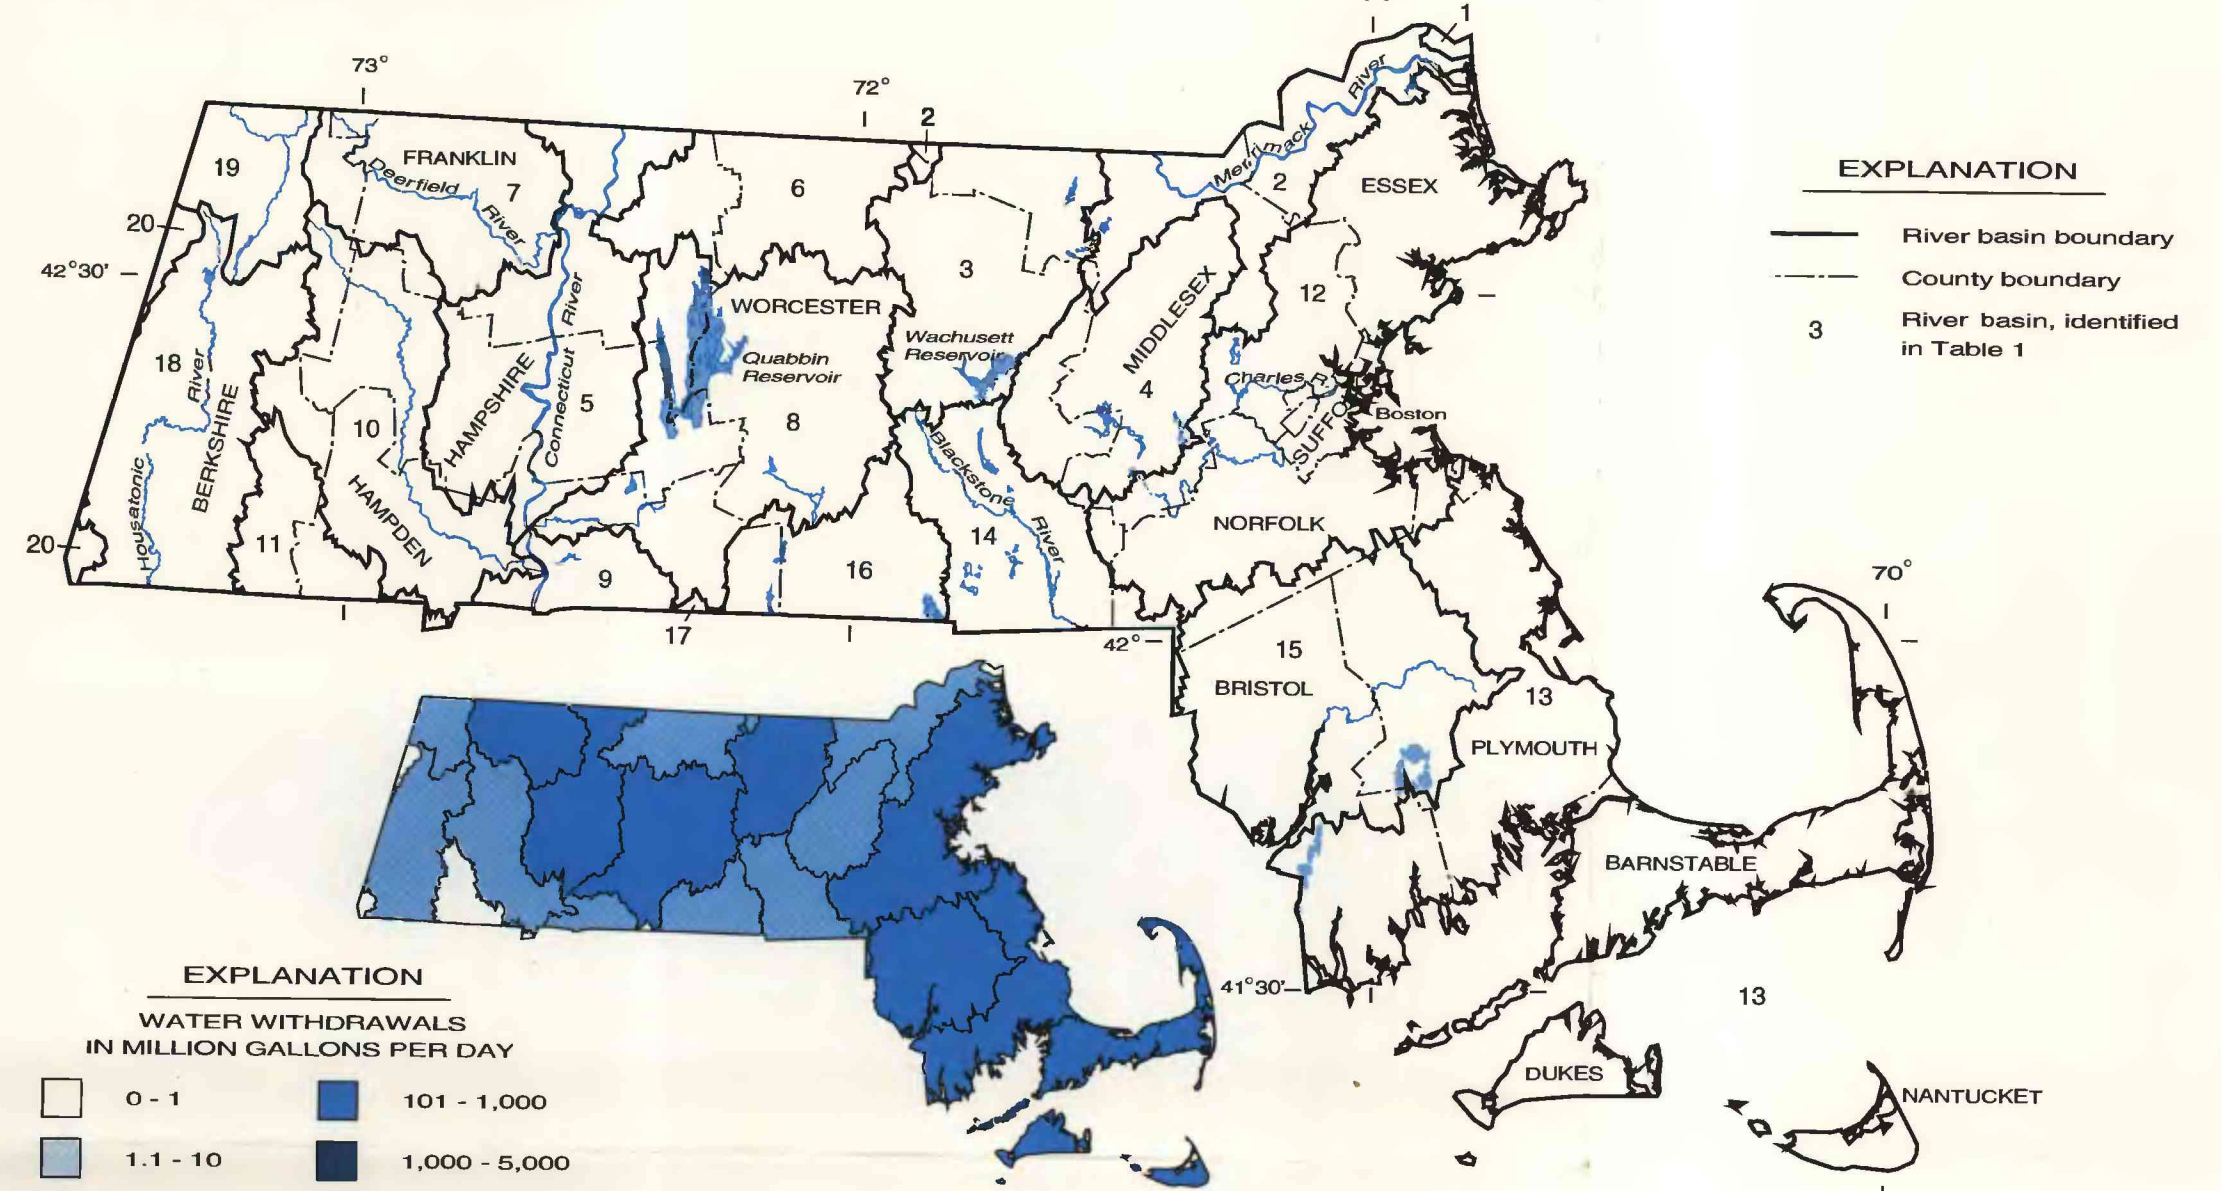 1
73°
72°
2
19
FRANKLIN
Deerfield
River
7
6
Merrimack
River
2
ESSEX
20
42°30'
3
12
18
River
Housatonic
BERKSHIRE
10
HAMPSHIRE
Connecticut
River
5
WORCESTER
Quabbin
Reservoir
8
Wachusett
Reservoir
MIDDLESEX
4
Charles R.
SUFFO
Boston
Blackstone
River
14
NORFOLK
20
11
HAMPDEN
9
17
16
42°
15
BRISTOL
13
PLYMOUTH
70°
BARNSTABLE
41°30'
13
DUKES
NANTUCKET
EXPLANATION
River basin boundary
County boundary
3
River basin, identified
in Table 1
EXPLANATION
WATER WITHDRAWALS
IN MILLION GALLONS PER DAY
0 - 1
101 - 1,000
1.1 - 10
1,000 - 5,000